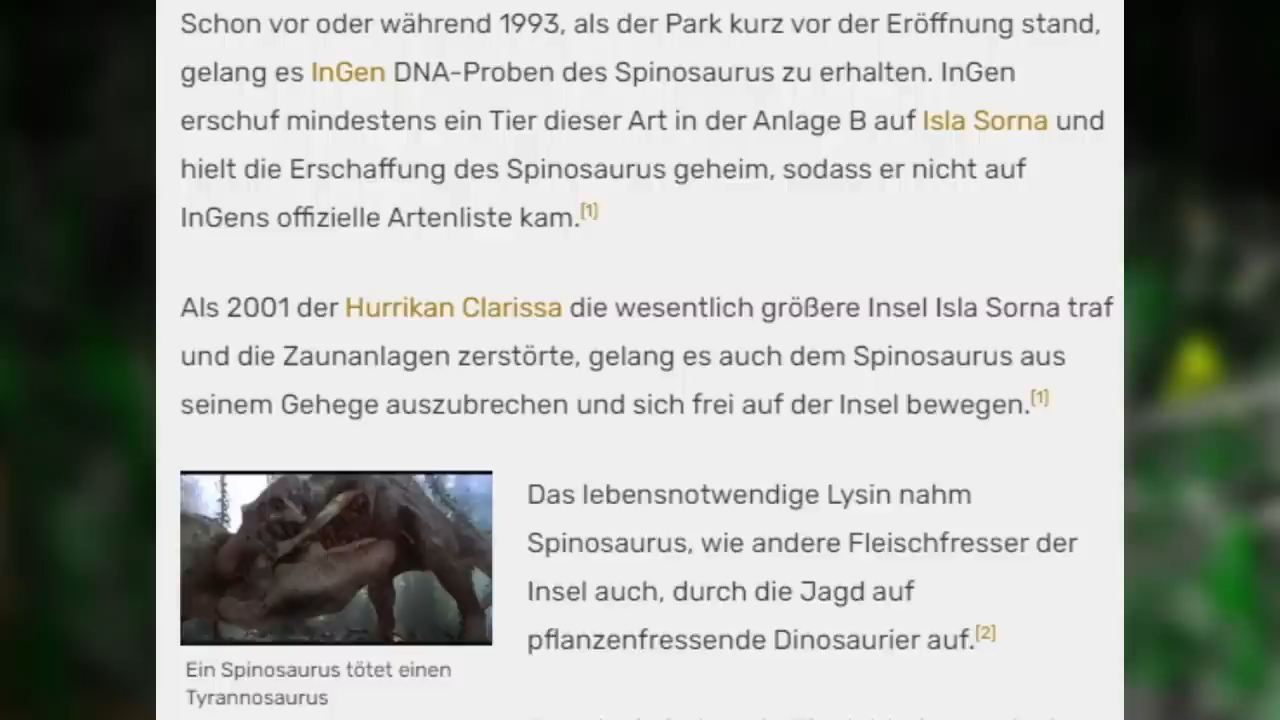 Schon vor oder während 1993, als der Park kurz vor der Eröffnung stand,
gelang es InGen DNA-Proben des Spinosaurus zu erhalten. InGen
erschuf mindestens ein Tier dieser Art in der Anlage B auf Isla Sorna und
hielt die Erschaffung des Spinosaurus geheim, sodass er nicht auf
InGens offizielle Artenliste kam.[1]
Als 2001 der Hurrikan Clarissa die wesentlich größere Insel Isla Sorna traf
und die Zaunanlagen zerstörte, gelang es auch dem Spinosaurus aus
seinem Gehege auszubrechen und sich frei auf der Insel bewegen.[1]
Das lebensnotwendige Lysin nahm
Spinosaurus, wie andere Fleischfresser der
Insel auch, durch die Jagd auf
pflanzenfressende Dinosaurier auf.[2]
Ein Spinosaurus tötet einen
Tyrannosaurus